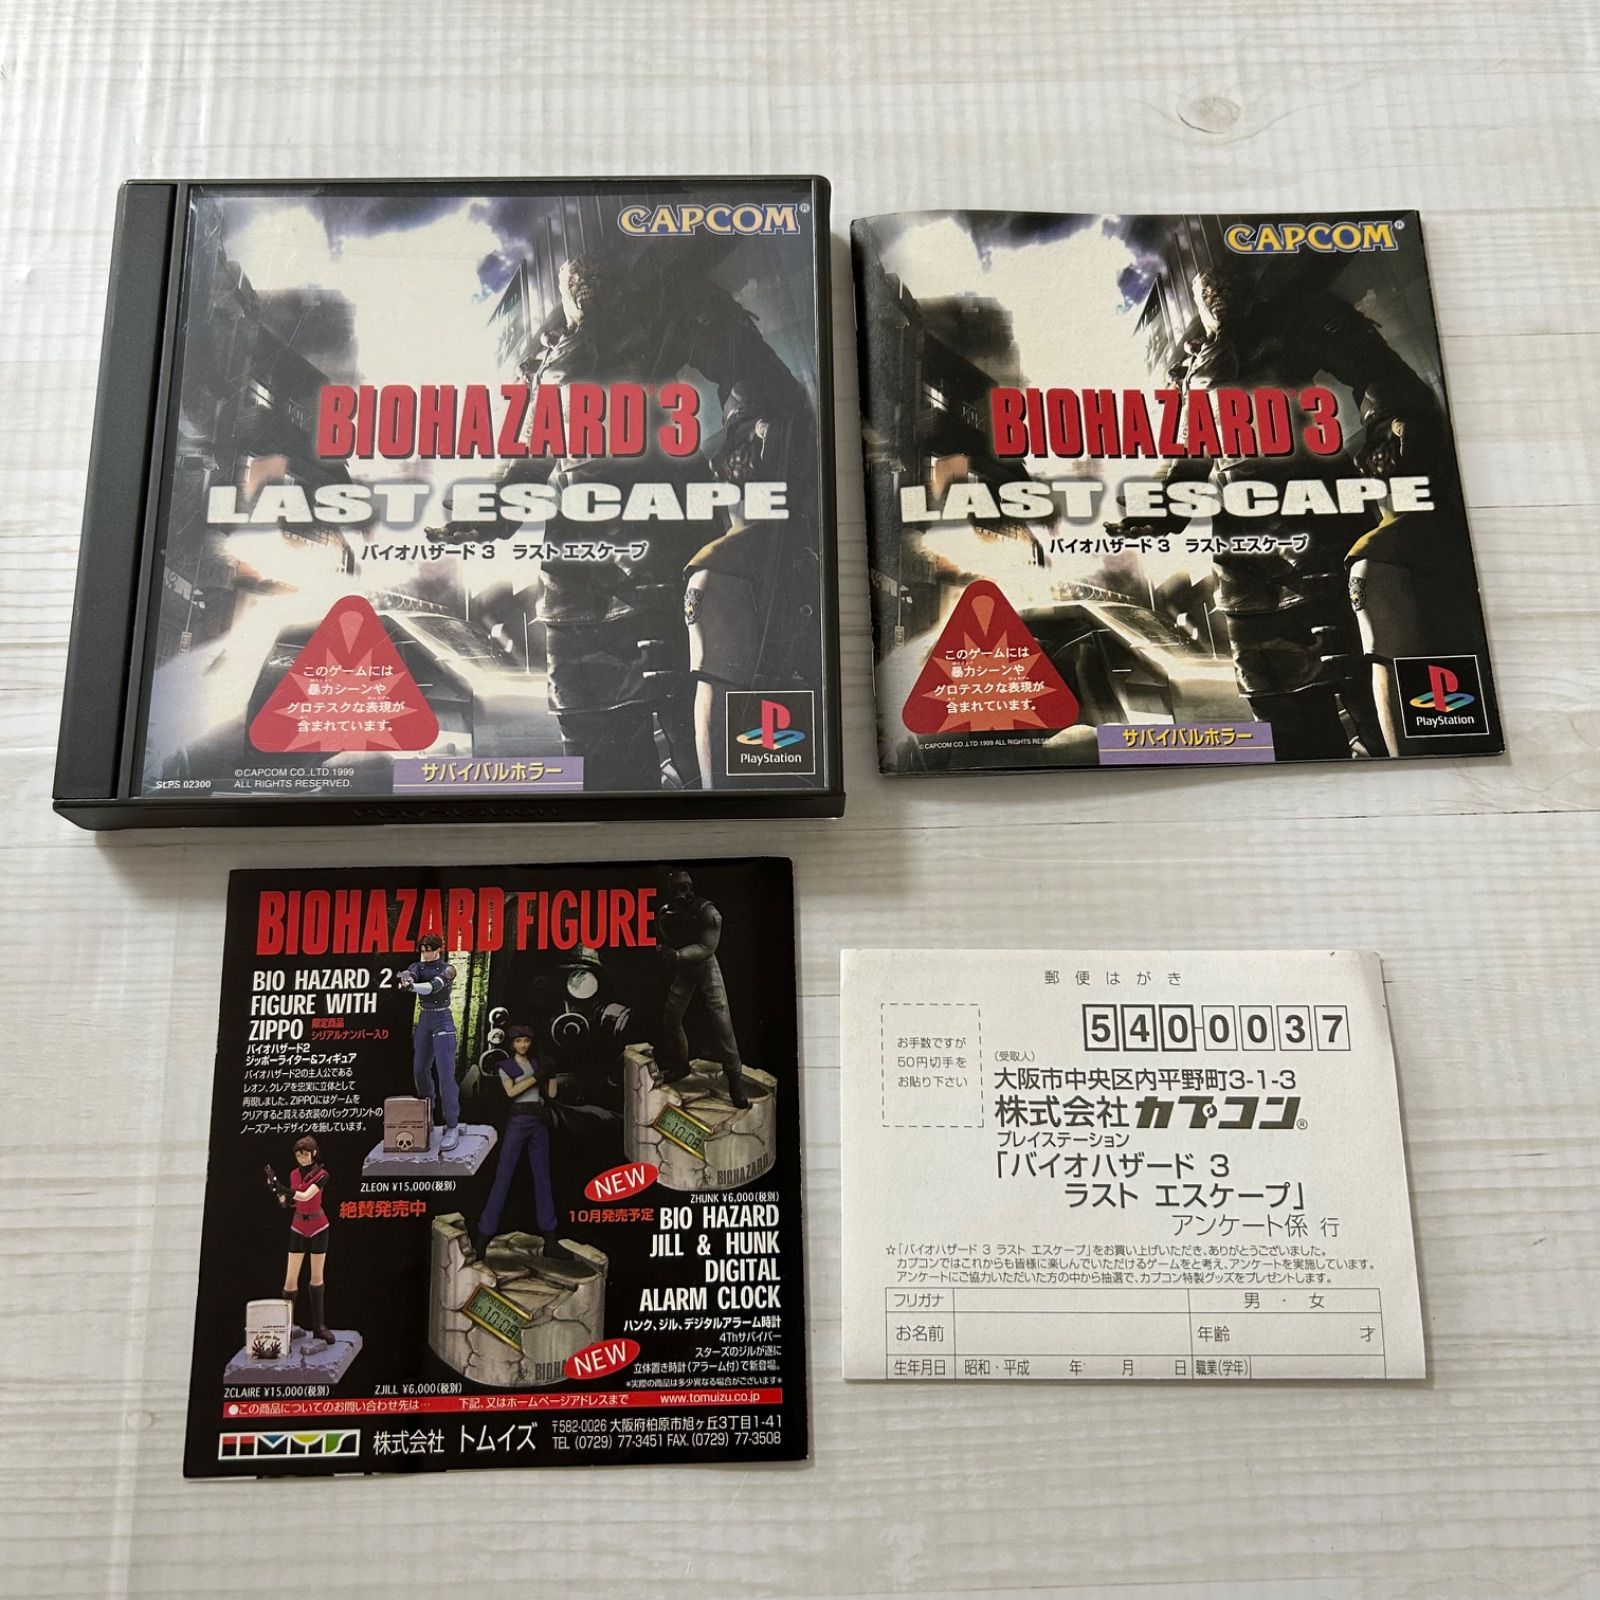 CAPCOM®
BIOHAZARD®3
LAST ESCAPE
バイオハザード 3 ラスト エスケープ
このゲームには
暴力シーンや
グロテスクな表現が
含まれています。
PlayStation
サバイバルホラー
SLPS 02300
©CAPCOM CO.,LTD.1999
ALL RIGHTS RESERVED.
PlayStation
CAPCOM®
BIOHAZARD®3
LAST ESCAPE
バイオハザード 3 ラスト エスケープ
このゲームには
暴力シーンや
グロテスクな表現が
含まれています。
PlayStation
©CAPCOM CO.,LTD.1999 ALL RIGHTS RESERVED.
サバイバルホラー
BIOHAZARD FIGURE
BIO HAZARD 2
FIGURE WITH
ZIPPO 限定商品
シリアルナンバー入り
バイオハザード2
ジッポーライター&フィギュア
バイオハザード2の主人公である
レオン、クレアを忠実に立体として
再現しました。ZIPPOにはゲームを
クリアすると貰える衣装のバックプリントの
ノーズアートデザインを施しています。
ZLEON ¥15,000(税別)
絶賛発売中
NEW
ZHUNK ¥6,000(税別)
10月発売予定
BIO HAZARD
JILL & HUNK
DIGITAL
ALARM CLOCK
ハンク、ジル、デジタルアラーム時計
4Thサバイバー
スターズのジルが遂に
立体置き時計(アラーム付)で新登場。
*実際の商品は多少異なる場合がございます*
NEW
ZCLAIRE ¥15,000(税別)
ZJILL ¥6,000(税別)
●この商品についてのお問い合わせ先は… 下記、又はホームページアドレスまで www.tomuizu.co.jp
株式会社 トムイズ
〒582-0026 大阪府柏原市旭ヶ丘3丁目1-41
TEL (0729) 77-3451 FAX.(0729) 77-3508
郵便はがき
540-0037
お手数ですが
50円切手を
お貼り下さい
(受取人)
大阪市中央区内平野町3-1-3
株式会社カプコン®
プレイステーション
「バイオハザード 3
ラスト エスケープ」
アンケート係 行
☆「バイオハザード 3 ラスト エスケープ」をお買い上げいただき、ありがとうございました。
カプコンではこれからも皆様に楽しんでいただけるゲームをと考え、アンケートを実施しています。
アンケートにご協力いただいた方の中から抽選で、カプコン特製グッズをプレゼントします。
フリガナ 男 ・ 女
お名前 年齢 才
生年月日 昭和・平成 年 月 日 職業(学年)